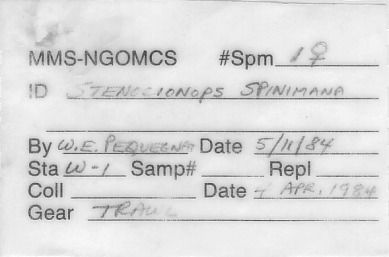 MMS-NGOMCS #Spm 1♀
ID STENOCIONOPS SPINIMANA
By W.E. PEQUEGNAT Date 5/11/84
Sta W-1 Samp# Repl
Coll Date 4 APR. 1984
Gear TRAWL